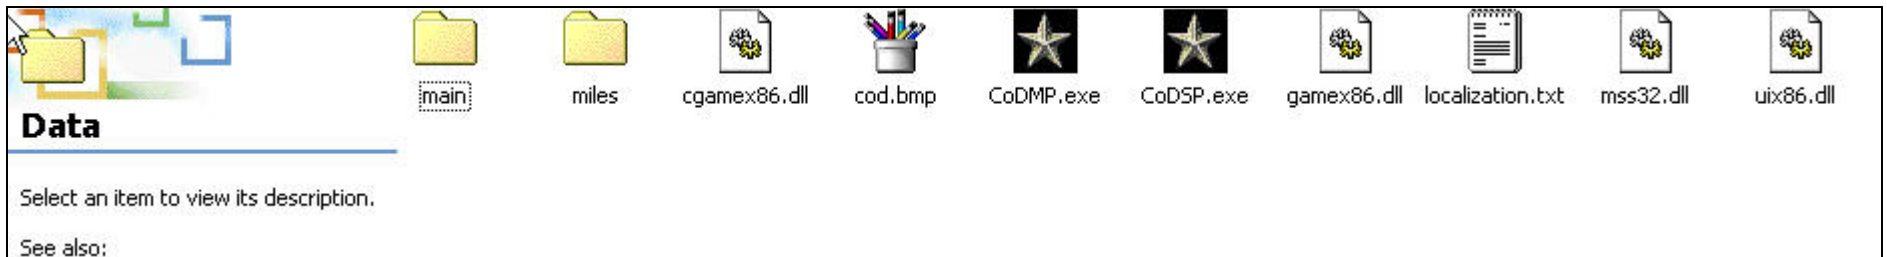 main miles cgamex86.dll cod.bmp CoDMP.exe CoDSP.exe gamex86.dll localization.txt mss32.dll uix86.dll
Data
Select an item to view its description.
See also: